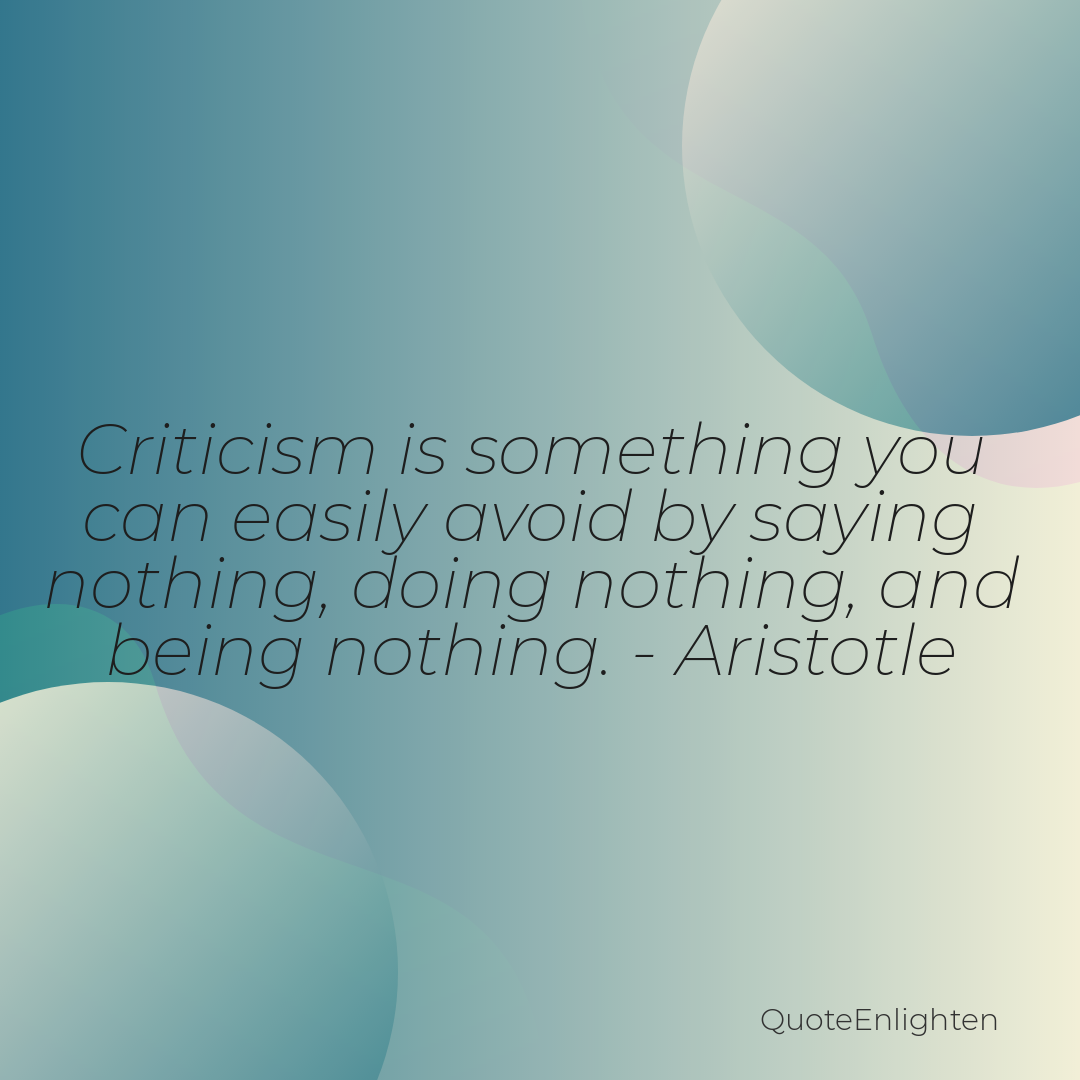 Criticism is something you
can easily avoid by saying
nothing, doing nothing, and
being nothing. - Aristotle
QuoteEnlighten